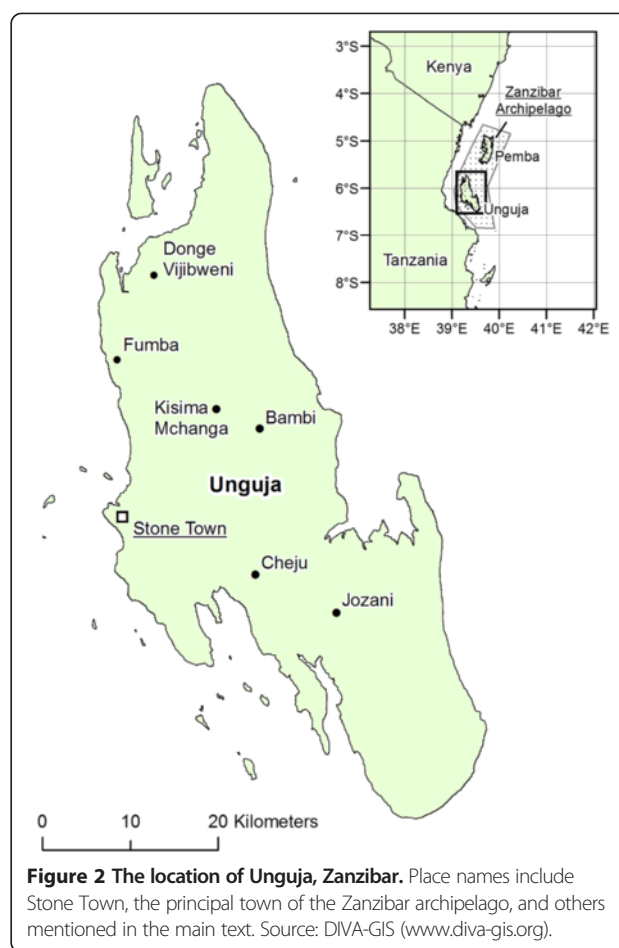 3°S
Kenya
4°S
Zanzibar
Archipelago
5°S
Pemba
6°S
Unguja
7°S
Tanzania
8°S
38°E 39°E 40°E 41°E 42°E
Donge
Vijibweni
Fumba
Kisima
Mchanga
Bambi
Unguja
Stone Town
Cheju
Jozani
0 10 20 Kilometers
Figure 2 The location of Unguja, Zanzibar. Place names include
Stone Town, the principal town of the Zanzibar archipelago, and others
mentioned in the main text. Source: DIVA-GIS (www.diva-gis.org).